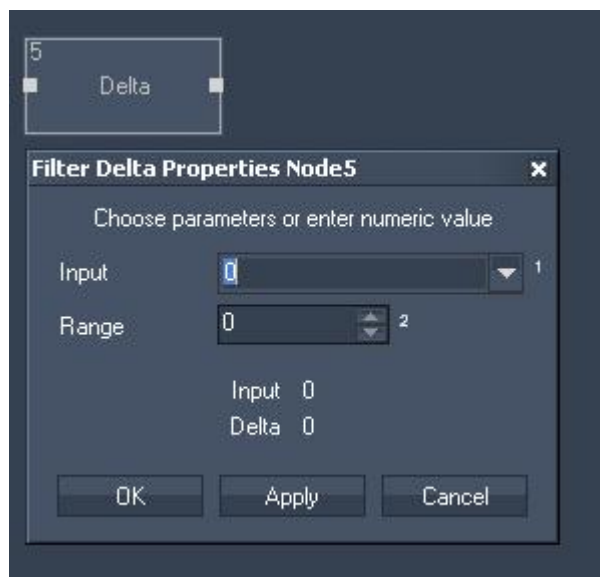 5
Delta
Filter Delta Properties Node5
Choose parameters or enter numeric value
Input 0 1
Range 0 2
Input 0
Delta 0
OK Apply Cancel